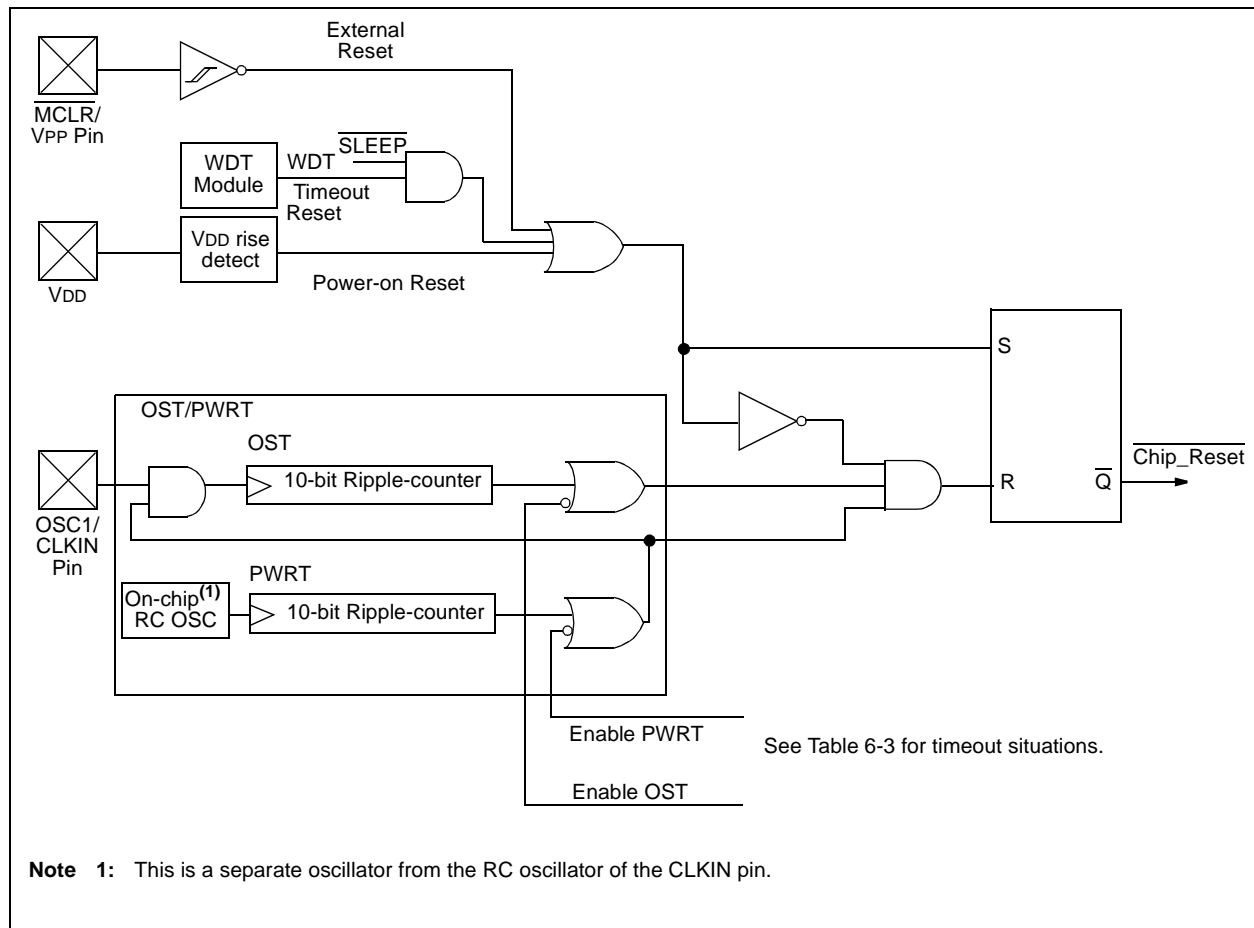 External
Reset
MCLR/
VPP Pin
SLEEP
WDT
Module
WDT
Timeout
Reset
VDD rise
detect
Power-on Reset
VDD
S
OST/PWRT
OST
10-bit Ripple-counter
Chip_Reset
R
Q
OSC1/
CLKIN
Pin
PWRT
On-chip(1)
RC OSC
10-bit Ripple-counter
Enable PWRT
See Table 6-3 for timeout situations.
Enable OST
Note 1: This is a separate oscillator from the RC oscillator of the CLKIN pin.